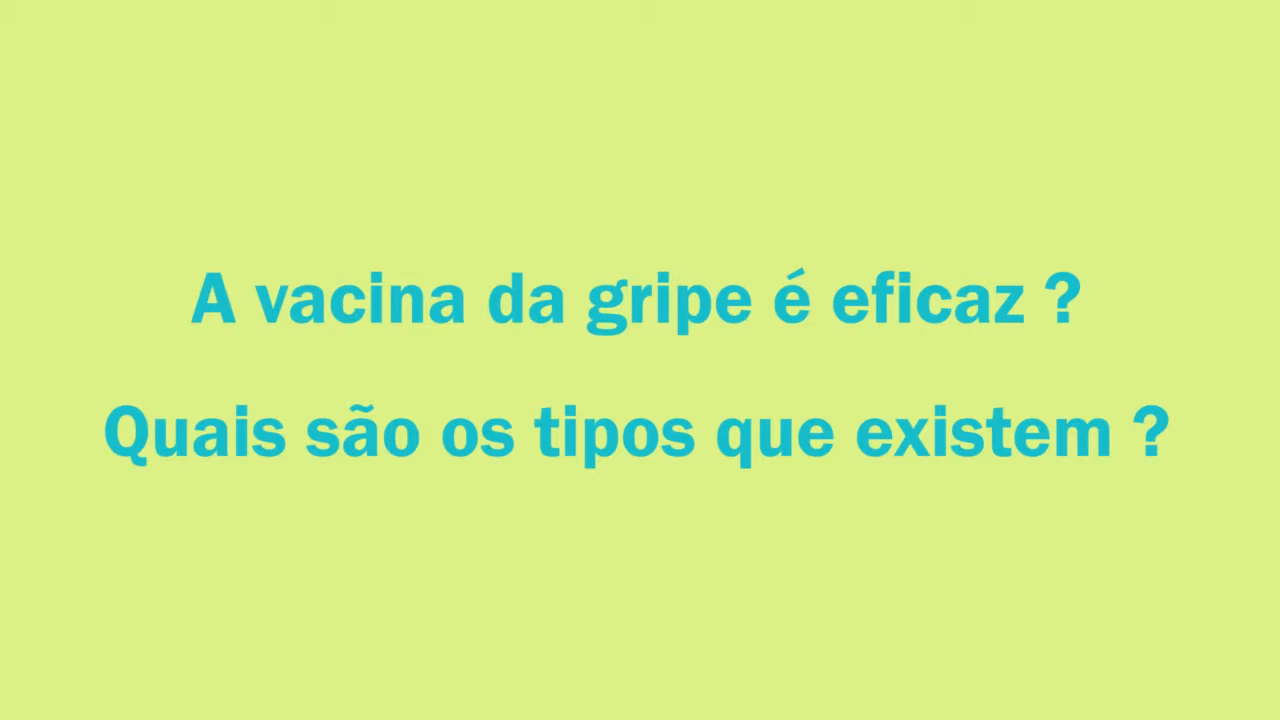 A vacina da gripe é eficaz ?
Quais são os tipos que existem ?